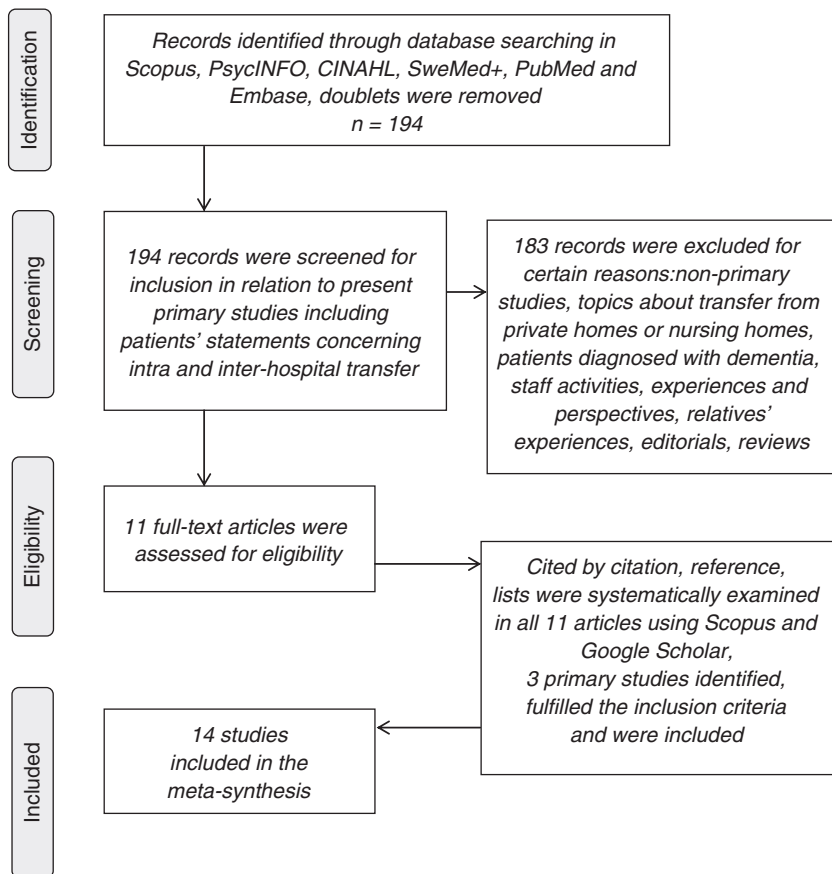 Identification
Records identified through database searching in
Scopus, PsycINFO, CINAHL, SweMed+, PubMed and
Embase, doublets were removed
n = 194
Screening
194 records were screened for
inclusion in relation to present
primary studies including
patients' statements concerning
intra and inter-hospital transfer
183 records were excluded for
certain reasons:non-primary
studies, topics about transfer from
private homes or nursing homes,
patients diagnosed with dementia,
staff activities, experiences and
perspectives, relatives'
experiences, editorials, reviews
Eligibility
11 full-text articles were
assessed for eligibility
Cited by citation, reference,
lists were systematically examined
in all 11 articles using Scopus and
Google Scholar,
3 primary studies identified,
fulfilled the inclusion criteria
and were included
Included
14 studies
included in the
meta-synthesis